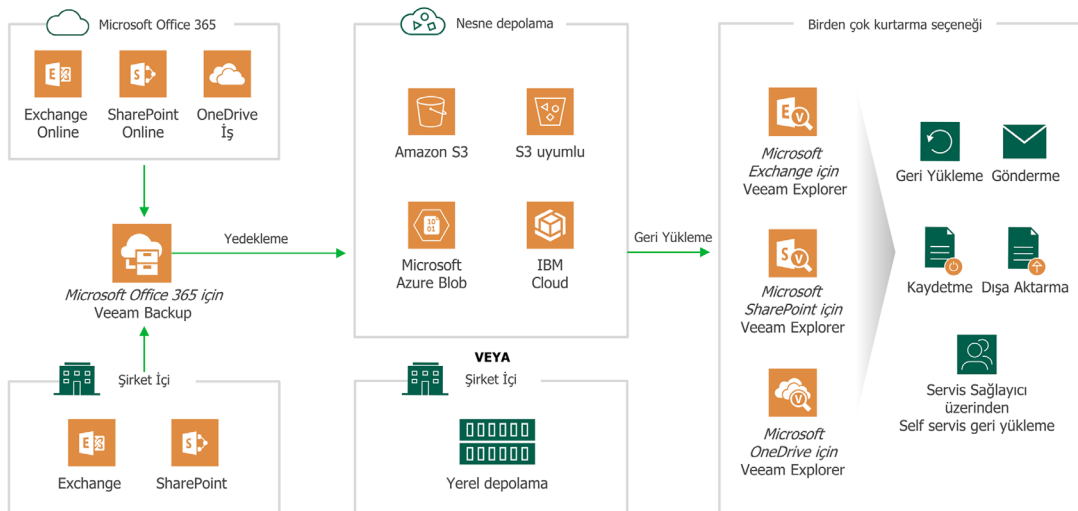 Microsoft Office 365
Exchange
Online
SharePoint
Online
OneDrive
İş
Microsoft Office 365 için
Veeam Backup
Şirket İçi
Exchange
SharePoint
Yedekleme
Nesne depolama
Amazon S3
S3 uyumlu
10
01
Microsoft
Azure Blob
IBM
Cloud
VEYA
Şirket İçi
Yerel depolama
Geri Yükleme
Birden çok kurtarma seçeneği
Microsoft
Exchange için
Veeam Explorer
Microsoft
SharePoint için
Veeam Explorer
Microsoft
OneDrive için
Veeam Explorer
Geri Yükleme
Gönderme
Kaydetme
Dışa Aktarma
Servis Sağlayıcı
üzerinden
Self servis geri yükleme